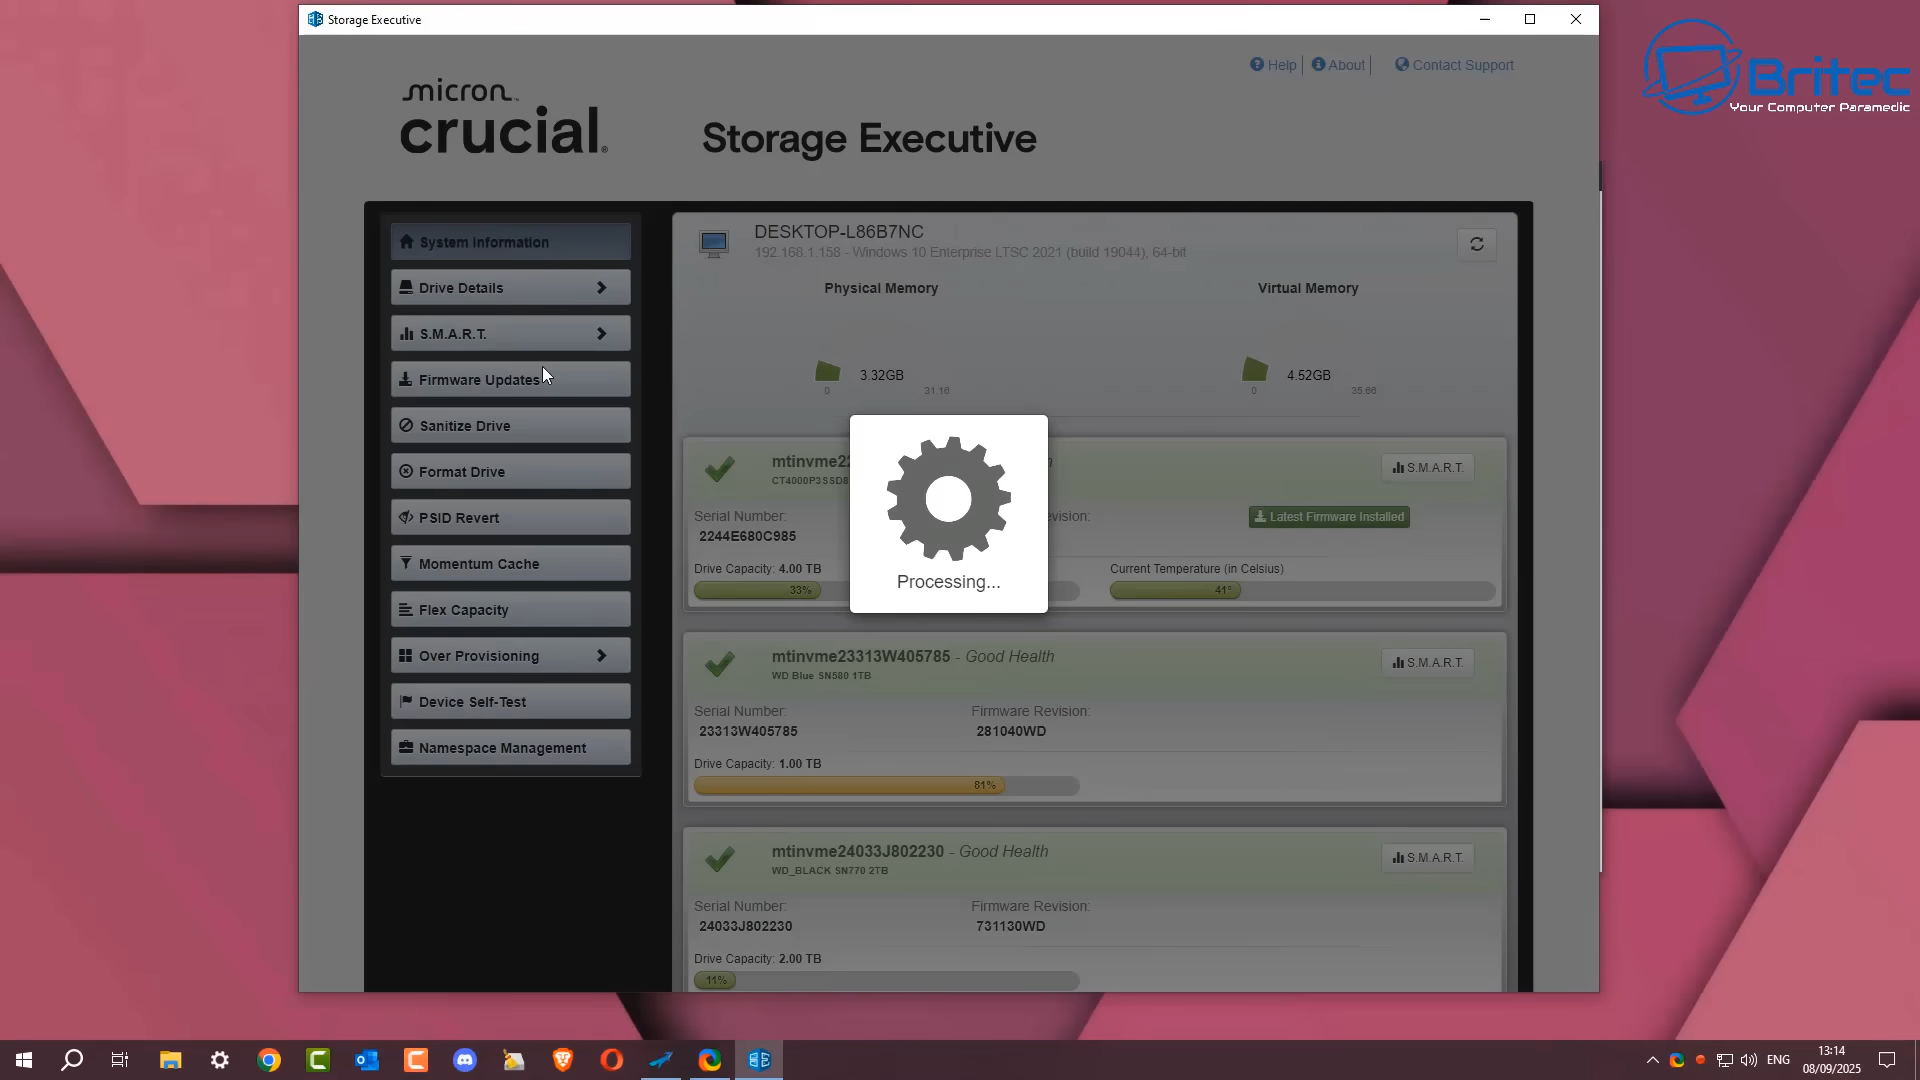 Storage Executive
Help
About
Contact Support
Britec
Your Computer Paramedic
micron
crucial
Storage Executive
System Information
Drive Details
S.M.A.R.T.
Firmware Updates
Sanitize Drive
Format Drive
PSID Revert
Momentum Cache
Flex Capacity
Over Provisioning
Device Self-Test
Namespace Management
DESKTOP-L86B7NC
192.168.1.158 - Windows 10 Enterprise LTSC 2021 (build 19044), 64-bit
Physical Memory
3.32GB
0 31.16
Virtual Memory
4.52GB
0 35.66
S.M.A.R.T.
Serial Number:
2244E680C985
Latest Firmware Installed
Drive Capacity: 4.00 TB
33%
Current Temperature (in Celsius)
41°
Processing...
mtinvme23313W405785 - Good Health
WD Blue SN580 1TB
S.M.A.R.T.
Serial Number:
23313W405785
Firmware Revision:
281040WD
Drive Capacity: 1.00 TB
81%
mtinvme24033J802230 - Good Health
WD_BLACK SN770 2TB
S.M.A.R.T.
Serial Number:
24033J802230
Firmware Revision:
731130WD
Drive Capacity: 2.00 TB
11%
ENG
13:14
08/09/2025